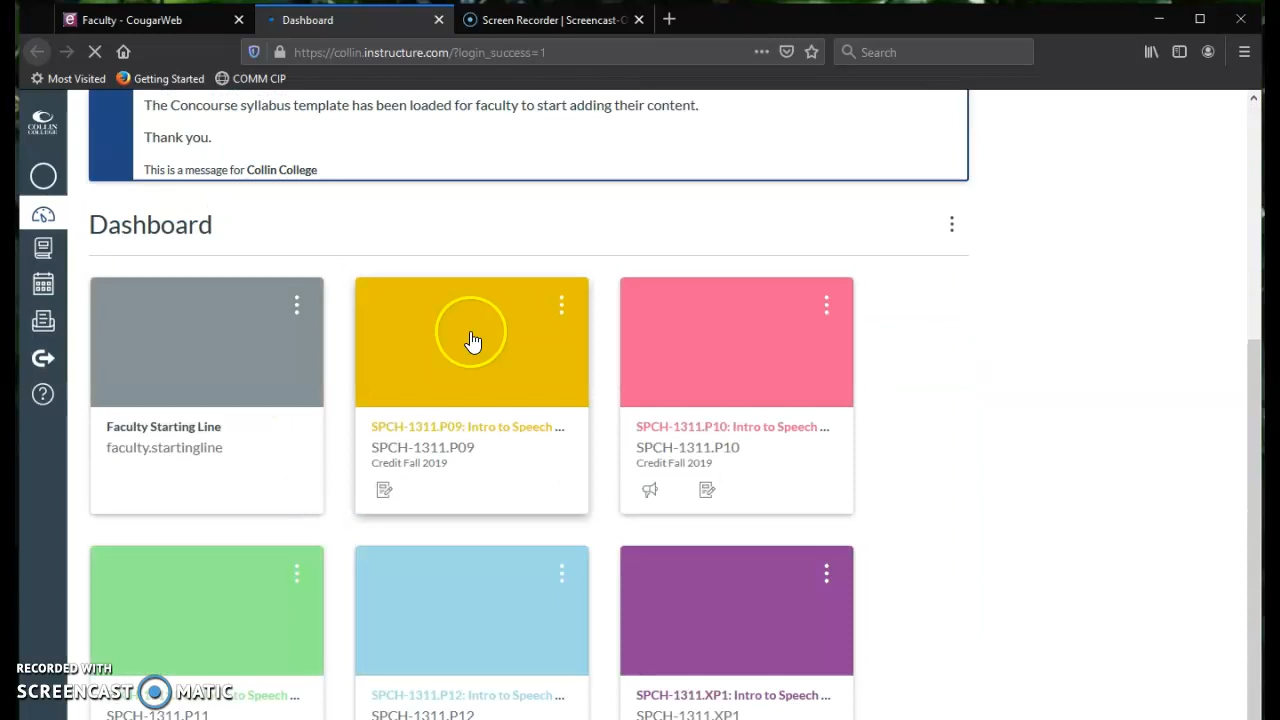 Faculty - CougarWeb
Dashboard
Screen Recorder | Screencast-O
https://collin.instructure.com/?login_success=1
Search
Most Visited
Getting Started
COMM CIP
COLLIN
COLLEGE
The Concourse syllabus template has been loaded for faculty to start adding their content.
Thank you.
This is a message for Collin College
Dashboard
Faculty Starting Line
faculty.startingline
SPCH-1311.P09: Intro to Speech ...
SPCH-1311.P09
Credit Fall 2019
SPCH-1311.P10: Intro to Speech ...
SPCH-1311.P10
Credit Fall 2019
to Speech ...
SPCH-1311.P11
SPCH-1311.P12: Intro to Speech ...
SPCH-1311.P12
SPCH-1311.XP1: Intro to Speech ...
SPCH-1311.XP1
RECORDED WITH
SCREENCAST MATIC